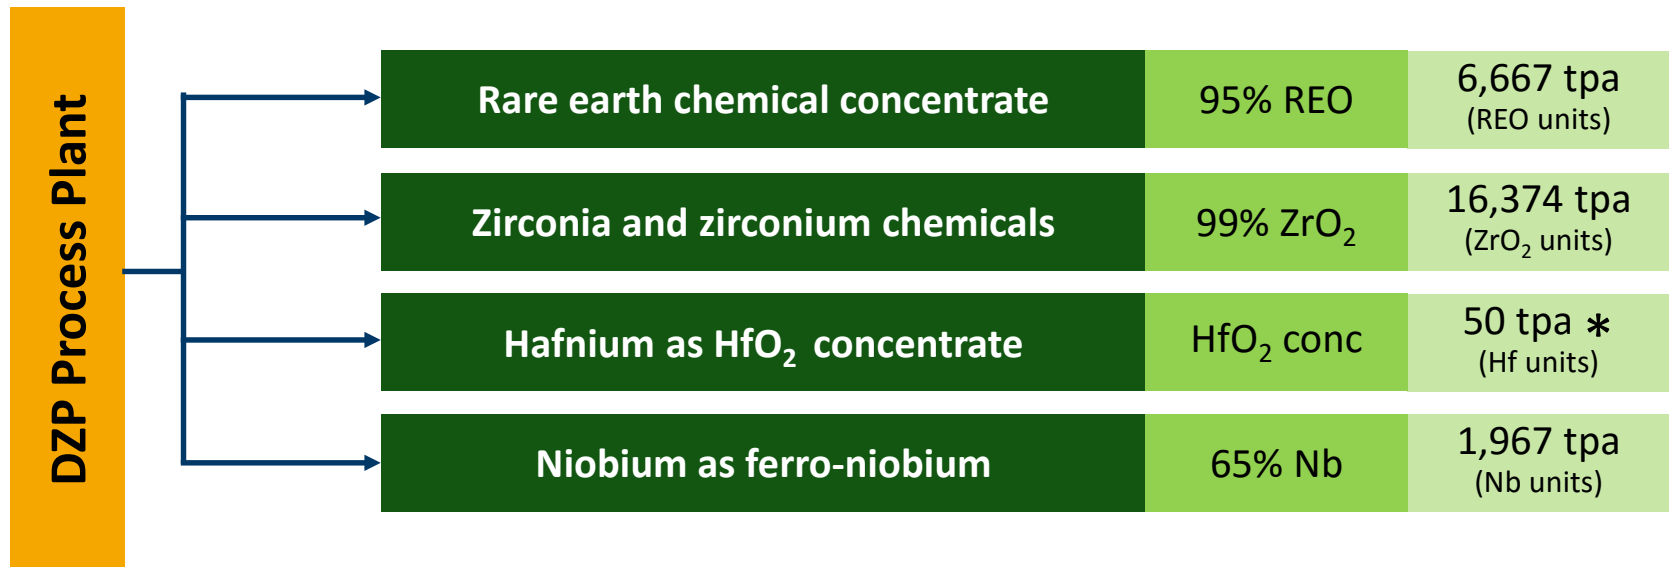 DZP Process Plant
Rare earth chemical concentrate
95% REO
6,667 tpa
(REO units)
Zirconia and zirconium chemicals
99% ZrO₂
16,374 tpa
(ZrO₂ units)
Hafnium as HfO₂ concentrate
HfO₂ conc
50 tpa *
(Hf units)
Niobium as ferro-niobium
65% Nb
1,967 tpa
(Nb units)